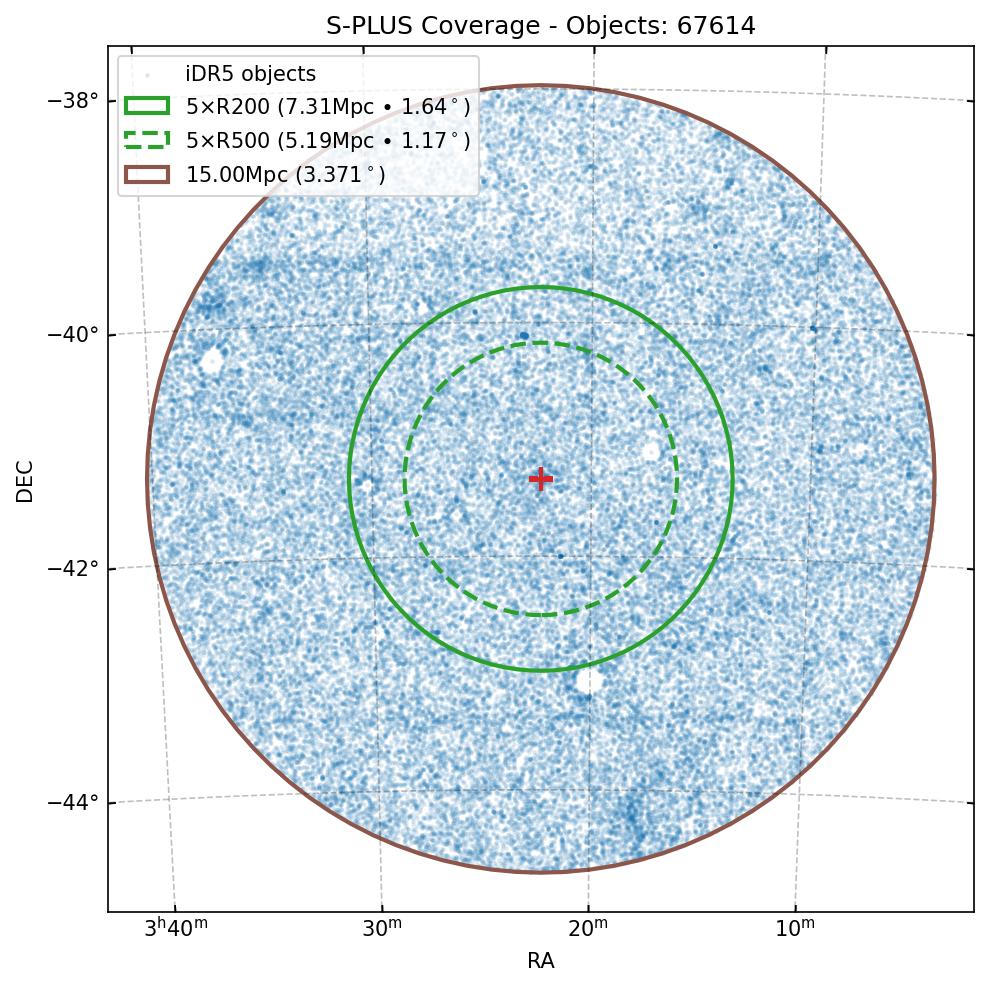 S-PLUS Coverage - Objects: 67614
iDR5 objects
5×R200 (7.31Mpc • 1.64°)
5×R500 (5.19Mpc • 1.17°)
15.00Mpc (3.371°)
−38°
−40°
−42°
−44°
DEC
3ʰ40ᵐ
30ᵐ
20ᵐ
10ᵐ
RA